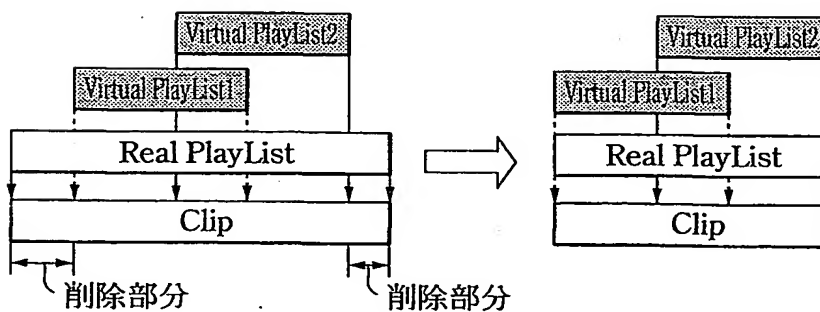 Virtual PlayList2
Virtual PlayList1
Real PlayList
Clip
削除部分
削除部分
Virtual PlayList2
Virtual PlayList1
Real PlayList
Clip